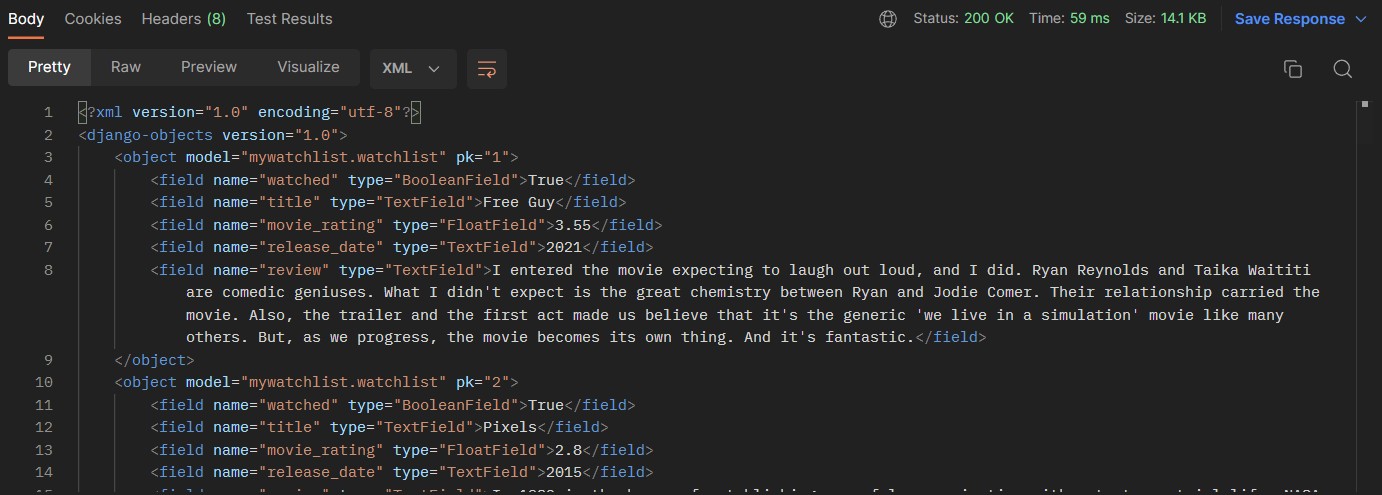 Body Cookies Headers (8) Test Results Status: 200 OK Time: 59 ms Size: 14.1 KB Save Response
Pretty Raw Preview Visualize XML
1 <?xml version="1.0" encoding="utf-8"?>
2 <django-objects version="1.0">
3 <object model="mywatchlist.watchlist" pk="1">
4 <field name="watched" type="BooleanField">True</field>
5 <field name="title" type="TextField">Free Guy</field>
6 <field name="movie_rating" type="FloatField">3.55</field>
7 <field name="release_date" type="TextField">2021</field>
8 <field name="review" type="TextField">I entered the movie expecting to laugh out loud, and I did. Ryan Reynolds and Taika Waititi
are comedic geniuses. What I didn't expect is the great chemistry between Ryan and Jodie Comer. Their relationship carried the
movie. Also, the trailer and the first act made us believe that it's the generic 'we live in a simulation' movie like many
others. But, as we progress, the movie becomes its own thing. And it's fantastic.</field>
9 </object>
10 <object model="mywatchlist.watchlist" pk="2">
11 <field name="watched" type="BooleanField">True</field>
12 <field name="title" type="TextField">Pixels</field>
13 <field name="movie_rating" type="FloatField">2.8</field>
14 <field name="release_date" type="TextField">2015</field>